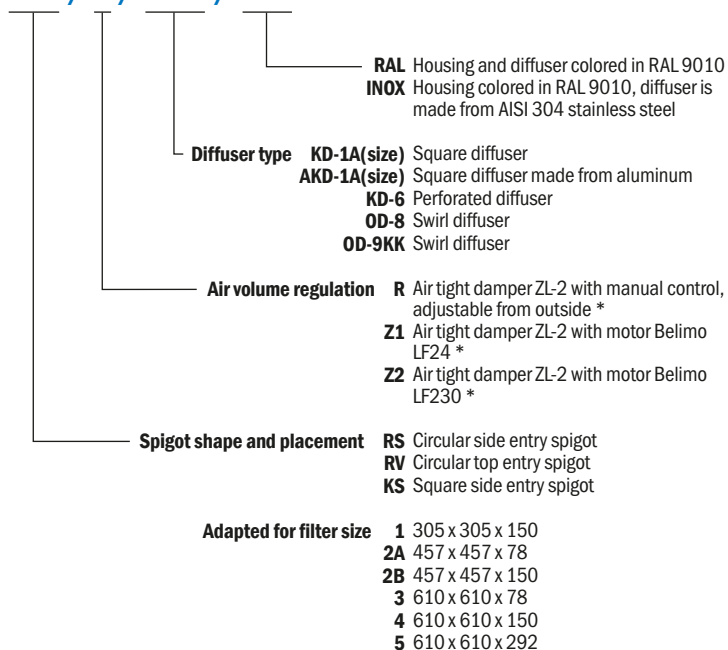 RAL Housing and diffuser colored in RAL 9010
INOX Housing colored in RAL 9010, diffuser is
made from AISI 304 stainless steel
Diffuser type KD-1A(size) Square diffuser
AKD-1A(size) Square diffuser made from aluminum
KD-6 Perforated diffuser
OD-8 Swirl diffuser
OD-9KK Swirl diffuser
Air volume regulation R Air tight damper ZL-2 with manual control,
adjustable from outside *
Z1 Air tight damper ZL-2 with motor Belimo
LF24 *
Z2 Air tight damper ZL-2 with motor Belimo
LF230 *
Spigot shape and placement RS Circular side entry spigot
RV Circular top entry spigot
KS Square side entry spigot
Adapted for filter size 1 305 x 305 x 150
2A 457 x 457 x 78
2B 457 x 457 x 150
3 610 x 610 x 78
4 610 x 610 x 150
5 610 x 610 x 292